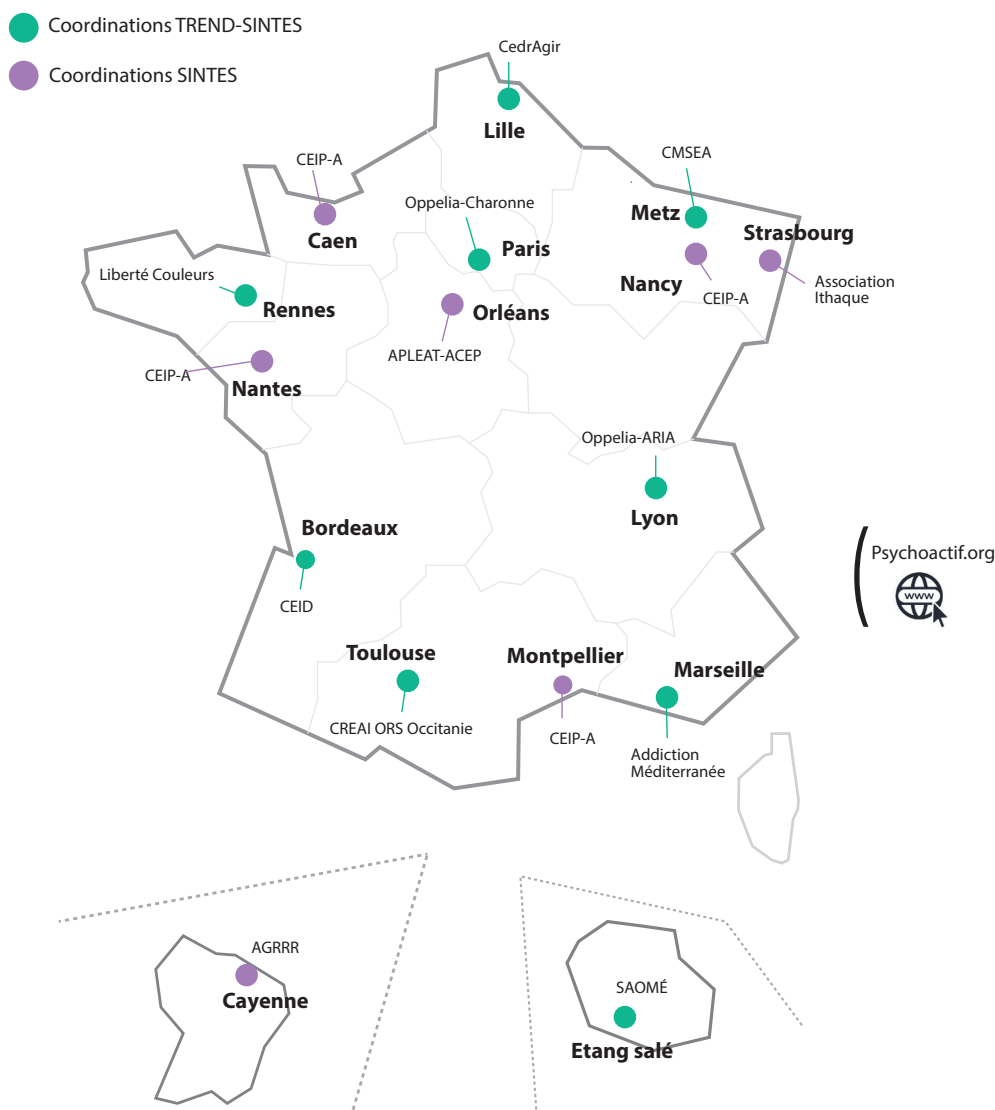 Coordinations TREND-SINTES
Coordinations SINTES
CedrAgir
Lille
CEIP-A
Caen
Oppelia-Charonne
Paris
CMSEA
Metz
Strasbourg
Association
Ithaque
Nancy
CEIP-A
Liberté Couleurs
Rennes
Orléans
APLEAT-ACEP
CEIP-A
Nantes
Oppelia-ARIA
Lyon
Bordeaux
CEID
Psychoactif.org
www
Toulouse
CREAI ORS Occitanie
Montpellier
CEIP-A
Marseille
Addiction
Méditerranée
AGRRR
Cayenne
SAOMÉ
Etang salé